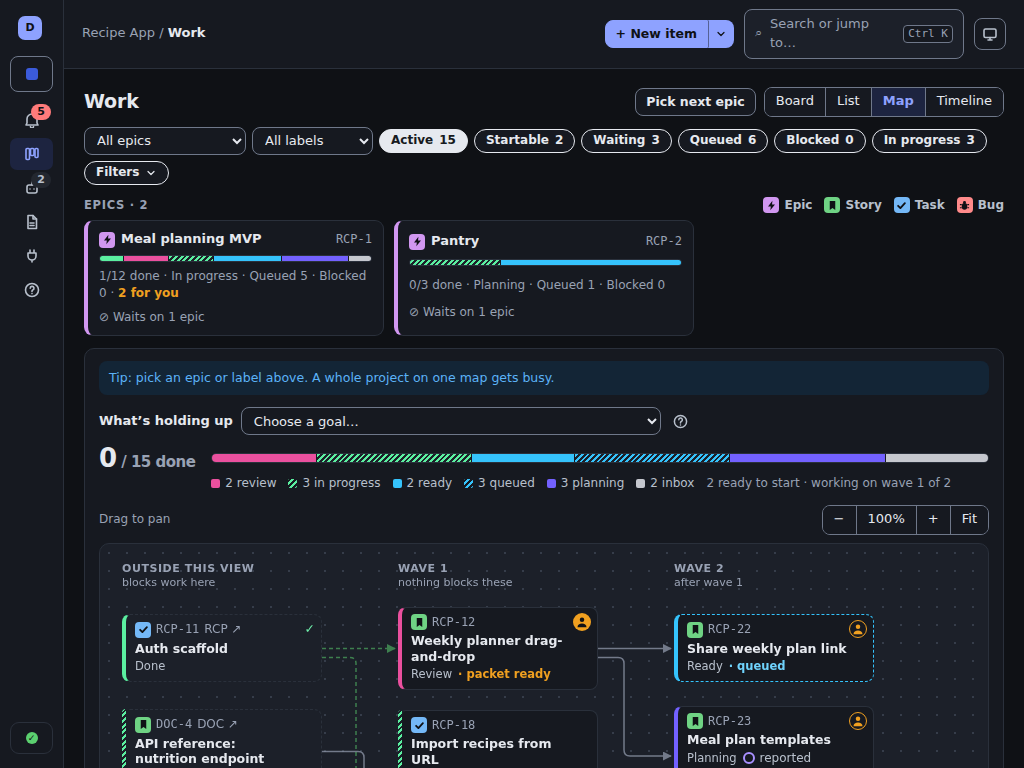 D
Recipe App / Work
+ New item
Search or jump to…
Ctrl K
5
2
Work
Pick next epic
Board
List
Map
Timeline
All epics
All labels
Active 15
Startable 2
Waiting 3
Queued 6
Blocked 0
In progress 3
Filters
EPICS · 2
Epic
Story
Task
Bug
Meal planning MVP
RCP-1
1/12 done · In progress · Queued 5 · Blocked
0 · 2 for you
⊘ Waits on 1 epic
Pantry
RCP-2
0/3 done · Planning · Queued 1 · Blocked 0
⊘ Waits on 1 epic
Tip: pick an epic or label above. A whole project on one map gets busy.
What’s holding up
Choose a goal…
0 / 15 done
2 review
3 in progress
2 ready
3 queued
3 planning
2 inbox
2 ready to start · working on wave 1 of 2
Drag to pan
−
100%
+
Fit
OUTSIDE THIS VIEW
blocks work here
WAVE 1
nothing blocks these
WAVE 2
after wave 1
RCP-11 RCP ↗
✓
Auth scaffold
Done
RCP-12
Weekly planner drag-
and-drop
Review · packet ready
RCP-22
Share weekly plan link
Ready · queued
DOC-4 DOC ↗
API reference:
nutrition endpoint
RCP-18
Import recipes from
URL
RCP-23
Meal plan templates
Planning reported